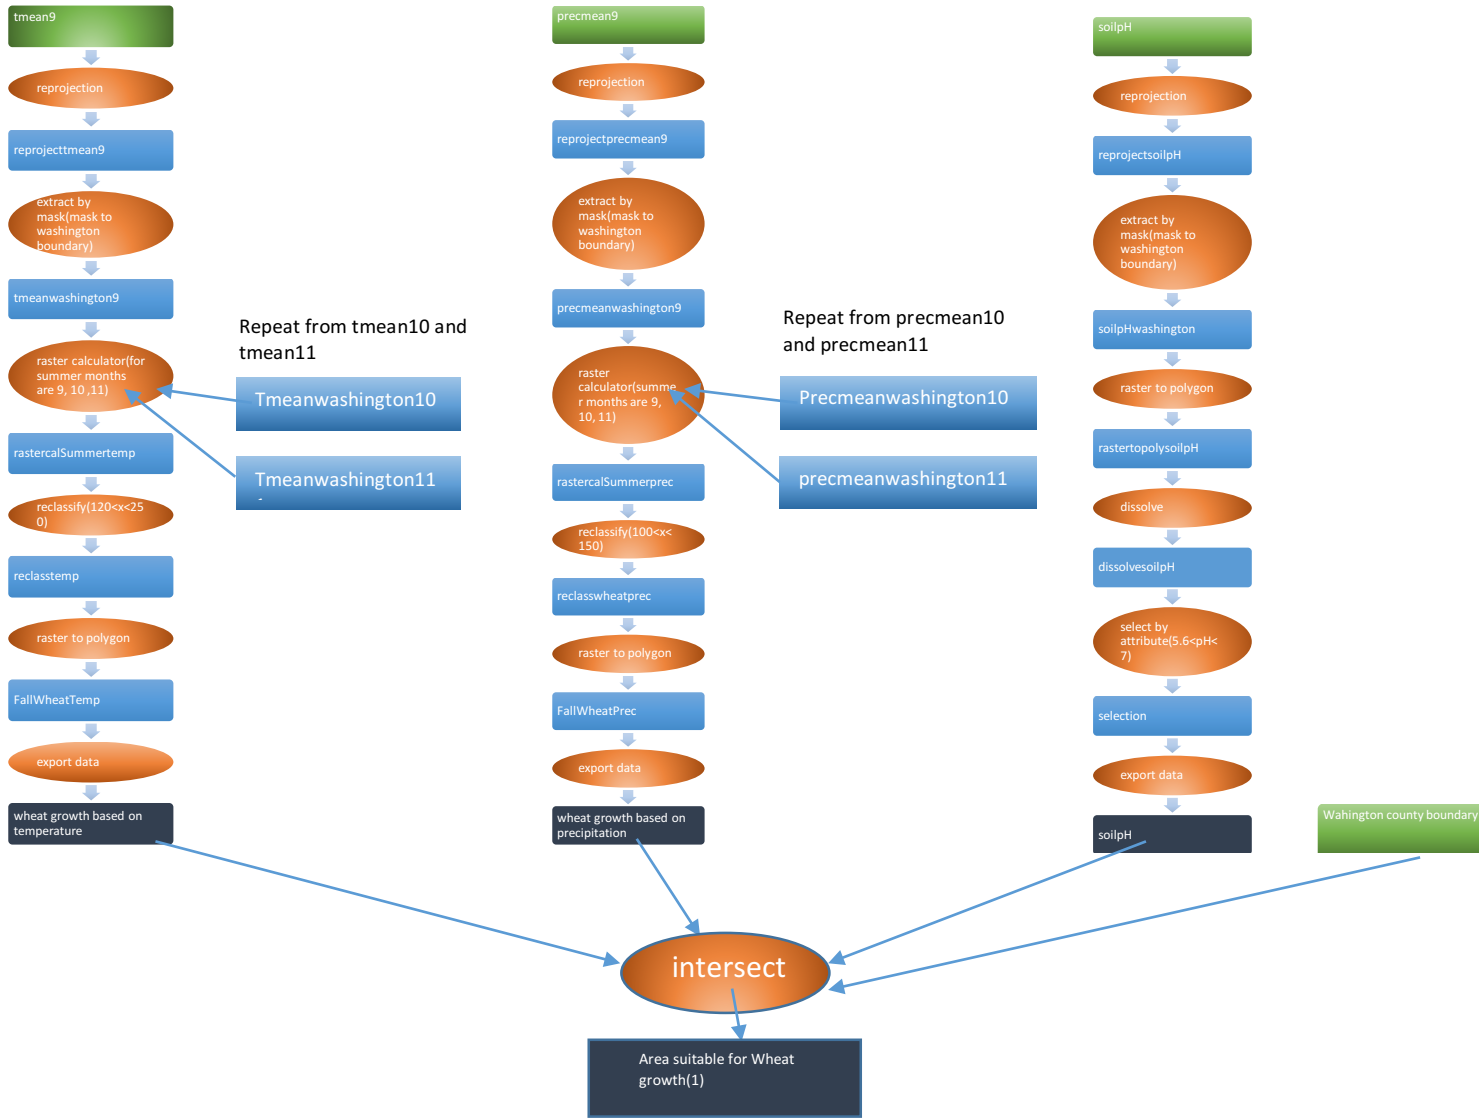 tmean9
reprojection
reprojecttmean9
extract by
mask(mask to
washington
boundary)
tmeanwashington9
raster calculator(for
summer months
are 9, 10 ,11)
rastercalSummertemp
reclassify(120<x<25
0)
reclasstemp
raster to polygon
FallWheatTemp
export data
wheat growth based on
temperature
Repeat from tmean10 and
tmean11
Tmeanwashington10
Tmeanwashington11
precmean9
reprojection
reprojectprecmean9
extract by
mask(mask to
washington
boundary)
precmeanwashington9
raster
calculator(summe
r months are 9,
10, 11)
rastercalSummerprec
reclassify(100<x<
150)
reclasswheatprec
raster to polygon
FallWheatPrec
export data
wheat growth based on
precipitation
Repeat from precmean10
and precmean11
Precmeanwashington10
precmeanwashington11
soilpH
reprojection
reprojectsoilpH
extract by
mask(mask to
washington
boundary)
soilpHwashington
raster to polygon
rastertopolysoilpH
dissolve
dissolvesoilpH
select by
attribute(5.6<pH<
7)
selection
export data
soilpH
Wahington county boundary
intersect
Area suitable for Wheat
growth(1)